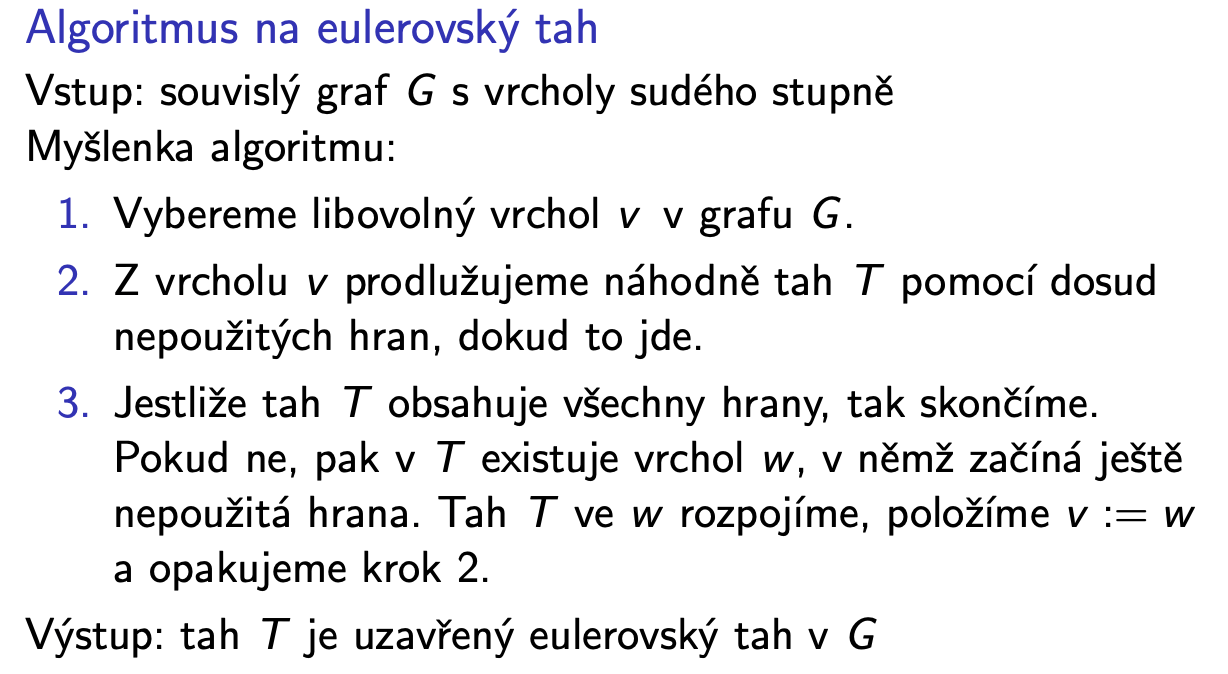 Algoritmus na eulerovský tah
Vstup: souvislý graf G s vrcholy sudého stupně
Myšlenka algoritmu:
1. Vybereme libovolný vrchol v v grafu G.
2. Z vrcholu v prodlužujeme náhodně tah T pomocí dosud
nepoužitých hran, dokud to jde.
3. Jestliže tah T obsahuje všechny hrany, tak skončíme.
Pokud ne, pak v T existuje vrchol w, v němž začíná ještě
nepoužitá hrana. Tah T ve w rozpojíme, položíme v := w
a opakujeme krok 2.
Výstup: tah T je uzavřený eulerovský tah v G